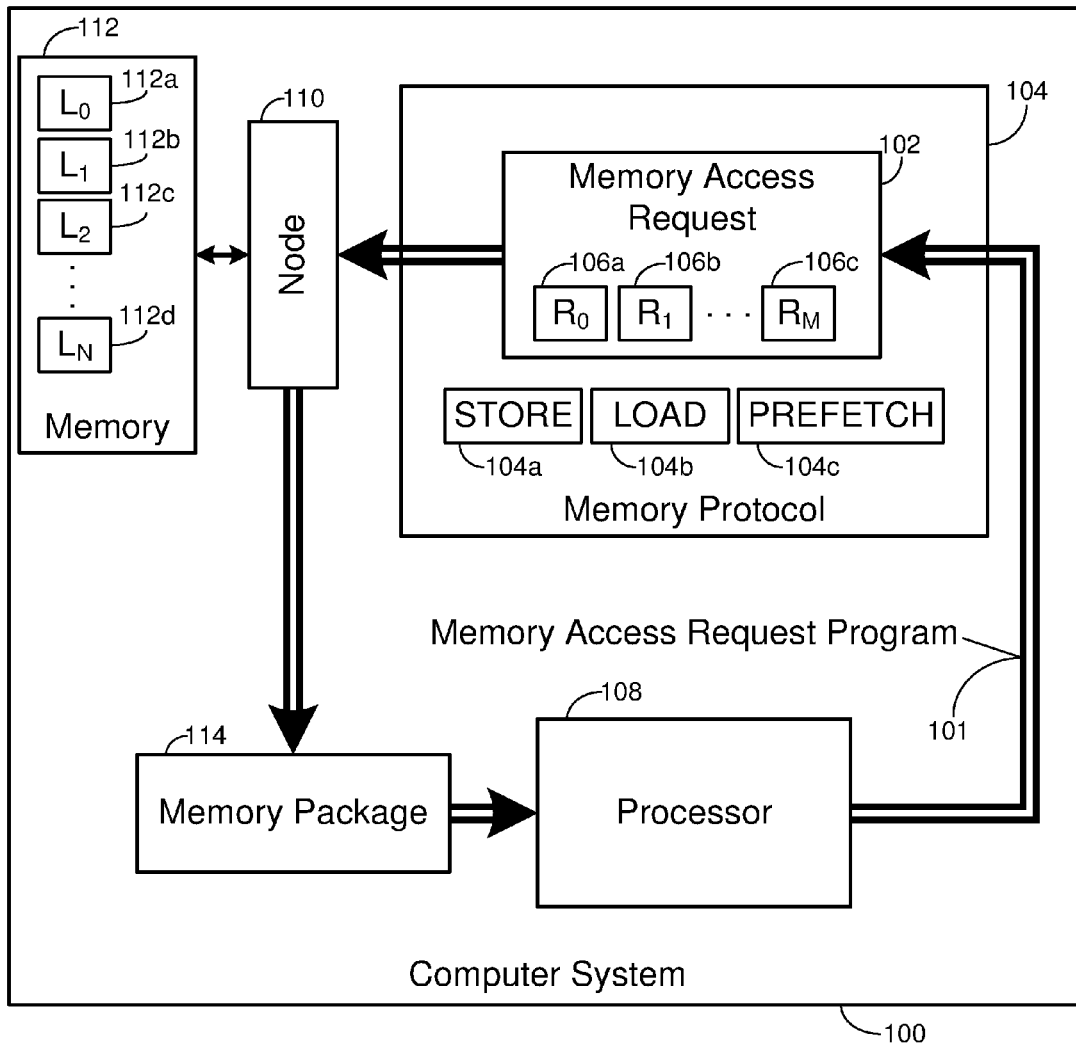 112
L0
112a
L1
112b
L2
112c
LN
112d
Memory
110
Node
104
102
Memory Access
Request
106a
106b
106c
R0
R1
. . .
RM
STORE
LOAD
PREFETCH
104a
104b
104c
Memory Protocol
Memory Access Request Program
101
114
Memory Package
108
Processor
Computer System
100